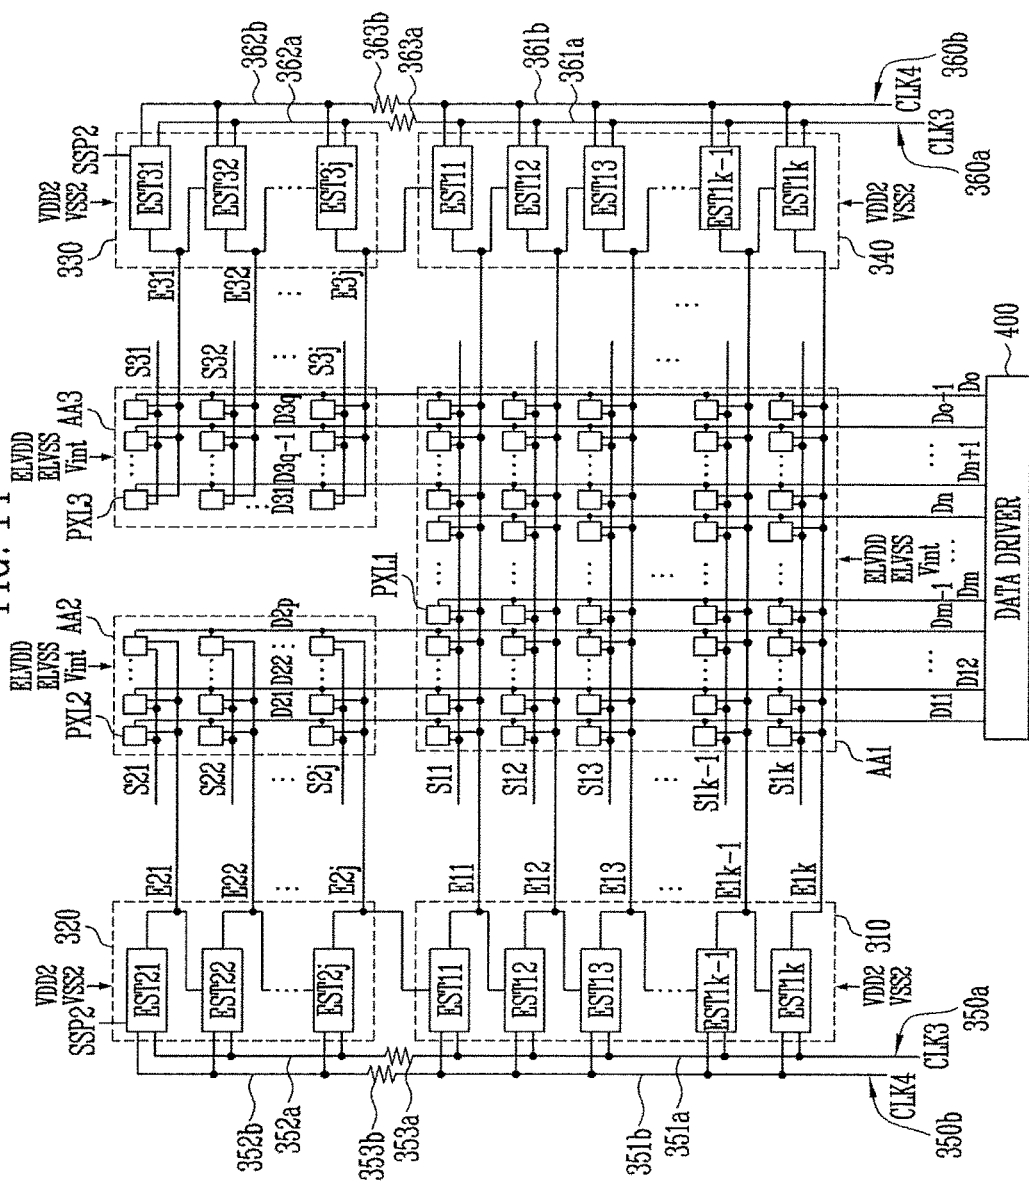 FIG. 11
ELVDD
ELVSS
Vint
ELVDD
ELVSS
Vint
VDD2
VSS2
SSP2
320
PXL2
AA2
PXL3
AA3
330
VDD2
VSS2
SSP2
362b
362a
363b
363a
361b
361a
EST21
E21
S21
S31
E31
EST31
EST22
E22
S22
S32
E32
EST32
D21
D22
D2p
D31
D3q-1
D3q
EST2j
E2j
S2j
S3j
E3j
EST3j
352b
352a
353b
353a
351b
351a
PXL1
EST11
E11
S11
EST11
EST12
E12
S12
EST12
EST13
E13
S13
EST13
EST1k-1
E1k-1
S1k-1
EST1k-1
EST1k
E1k
S1k
EST1k
310
AA1
340
VDD2
VSS2
ELVDD
ELVSS
Vint
VDD2
VSS2
350b
CLK4
CLK3
350a
D11
D12
Dm-1
Dm
Dn
Dn+1
Do-1
Do
360a
CLK3
CLK4
360b
DATA DRIVER
400